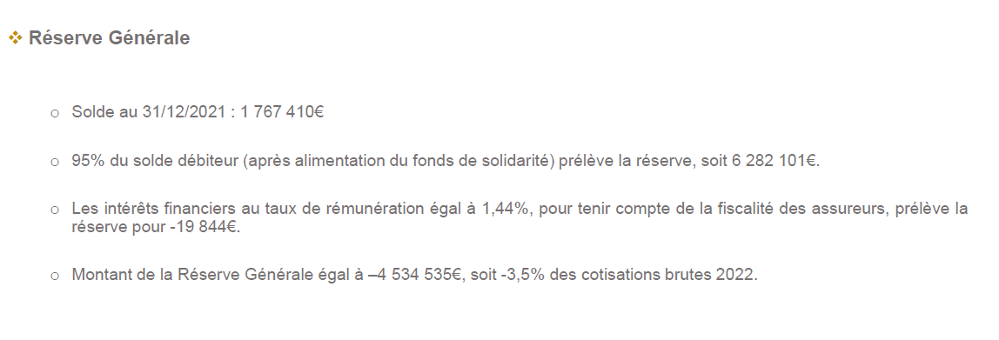 ❖ Réserve Générale
o Solde au 31/12/2021 : 1 767 410€
o 95% du solde débiteur (après alimentation du fonds de solidarité) prélève la réserve, soit 6 282 101€.
o Les intérêts financiers au taux de rémunération égal à 1,44%, pour tenir compte de la fiscalité des assureurs, prélève la
réserve pour -19 844€.
o Montant de la Réserve Générale égal à –4 534 535€, soit -3,5% des cotisations brutes 2022.